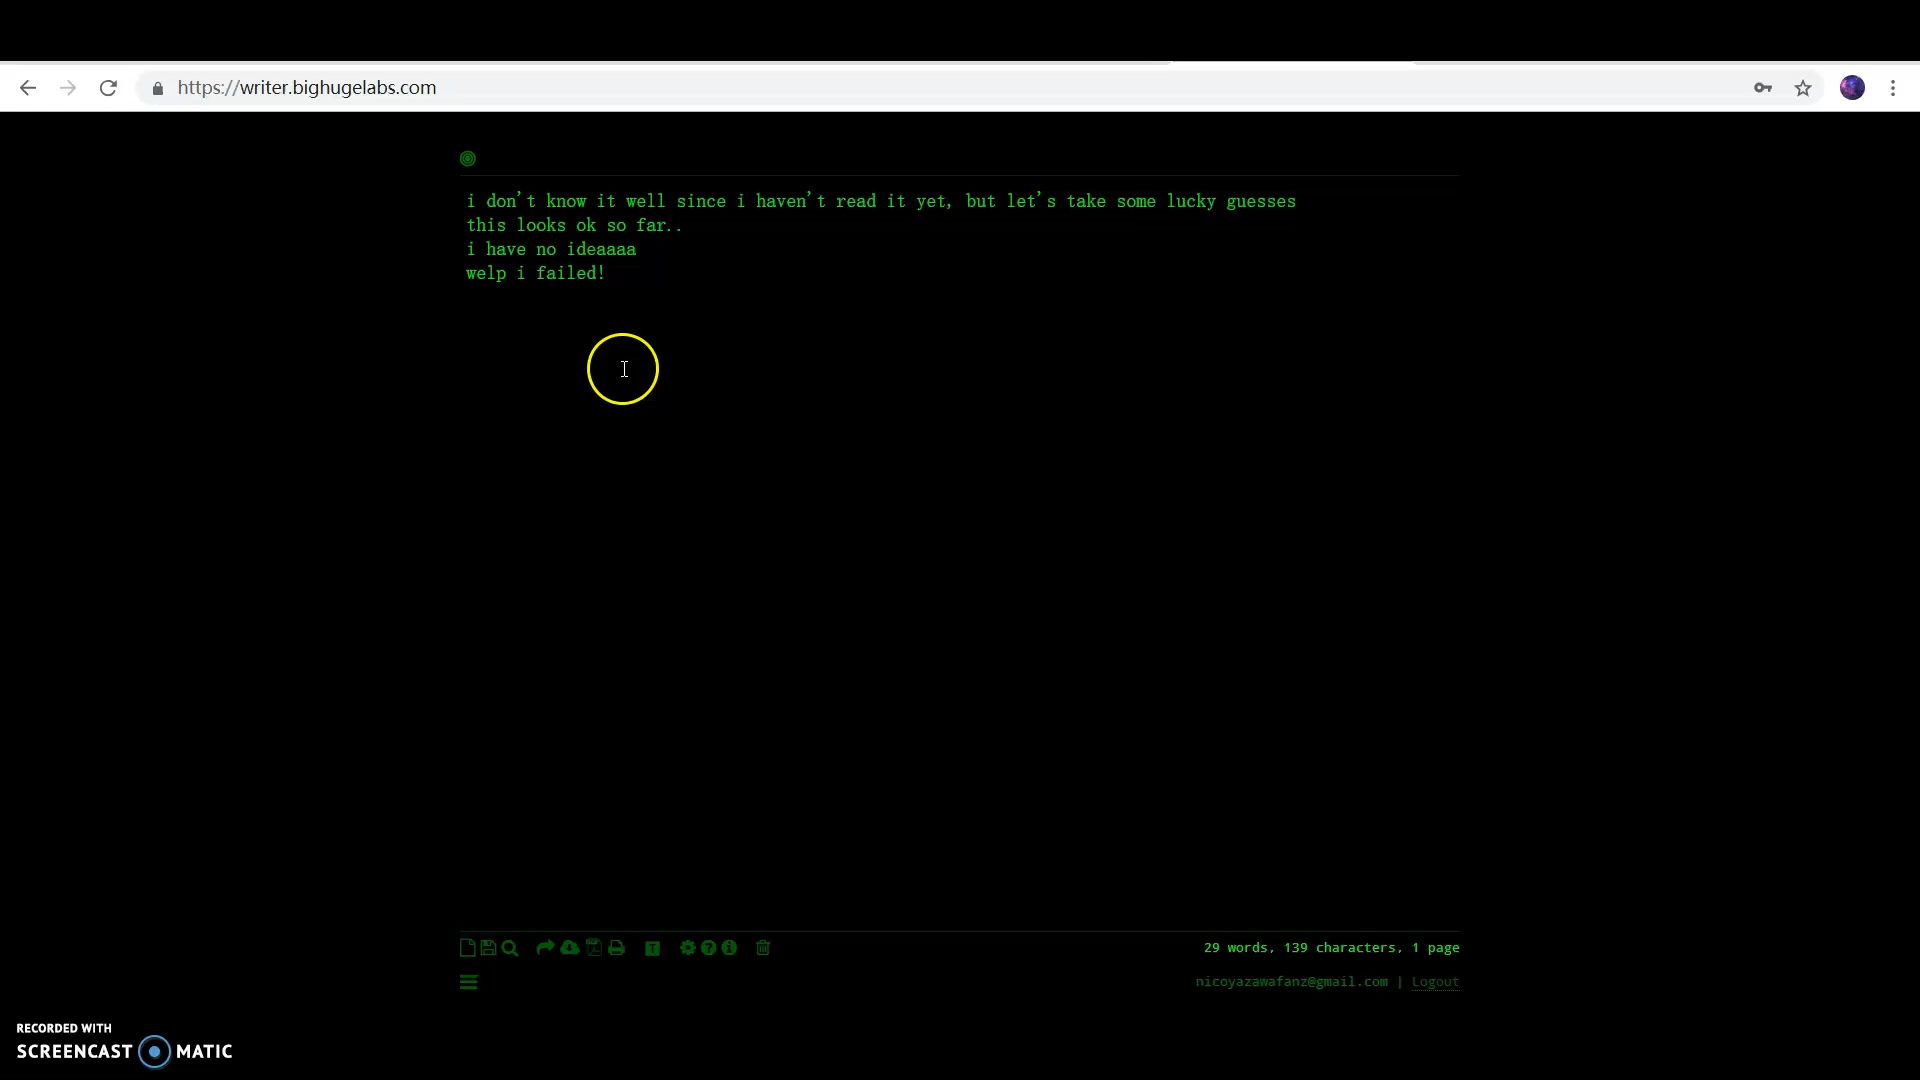 https://writer.bighugelabs.com
i don't know it well since i haven't read it yet, but let's take some lucky guesses
this looks ok so far..
i have no ideaaaa
welp i failed!
29 words, 139 characters, 1 page
nicoyazawafanz@gmail.com | Logout
RECORDED WITH
SCREENCAST MATIC